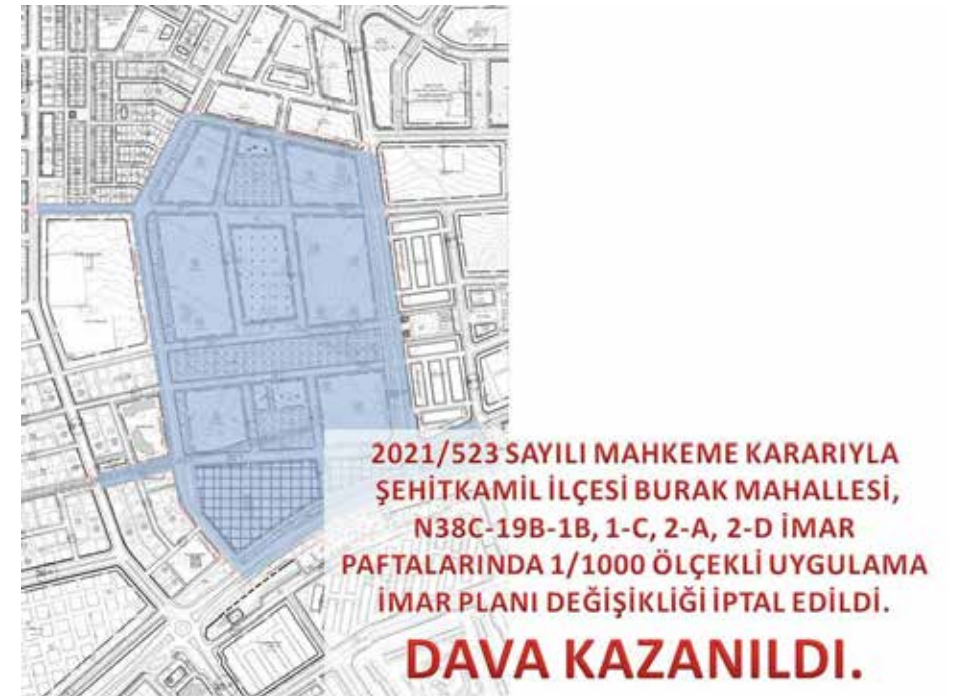 2021/523 SAYILI MAHKEME KARARIYLA
ŞEHİTKAMİL İLÇESİ BURAK MAHALLESİ,
N38C-19B-1B, 1-C, 2-A, 2-D İMAR
PAFTALARINDA 1/1000 ÖLÇEKLİ UYGULAMA
İMAR PLANI DEĞİŞİKLİĞİ İPTAL EDİLDİ.
DAVA KAZANILDI.